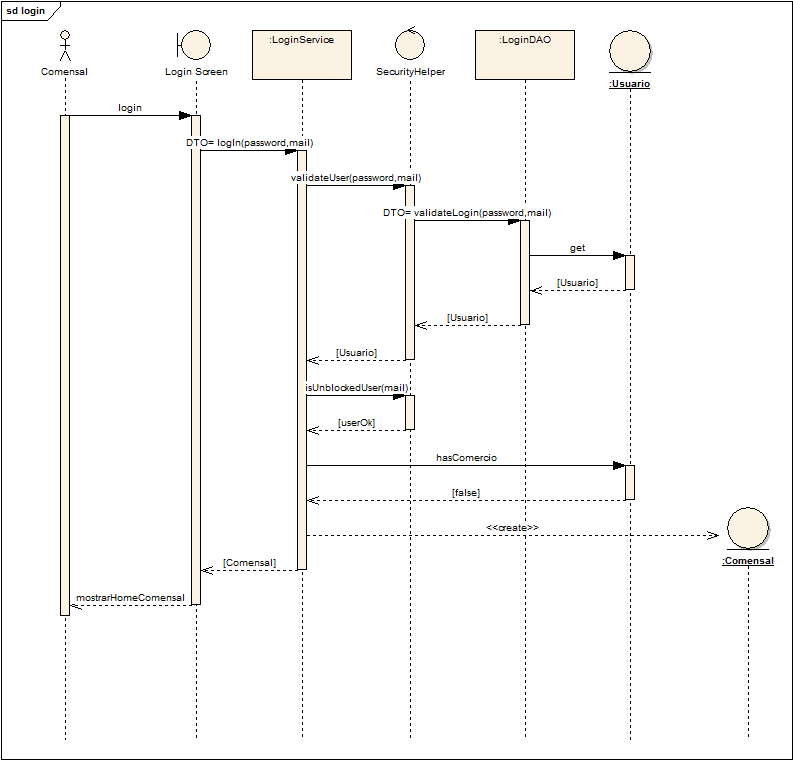 sd login
:LoginService
:LoginDAO
Comensal
Login Screen
SecurityHelper
:Usuario
login
DTO= logIn(password,mail)
validateUser(password,mail)
DTO= validateLogin(password,mail)
get
[Usuario]
[Usuario]
[Usuario]
isUnblockedUser(mail)
[userOk]
hasComercio
[false]
<<create>>
:Comensal
[Comensal]
mostrarHomeComensal